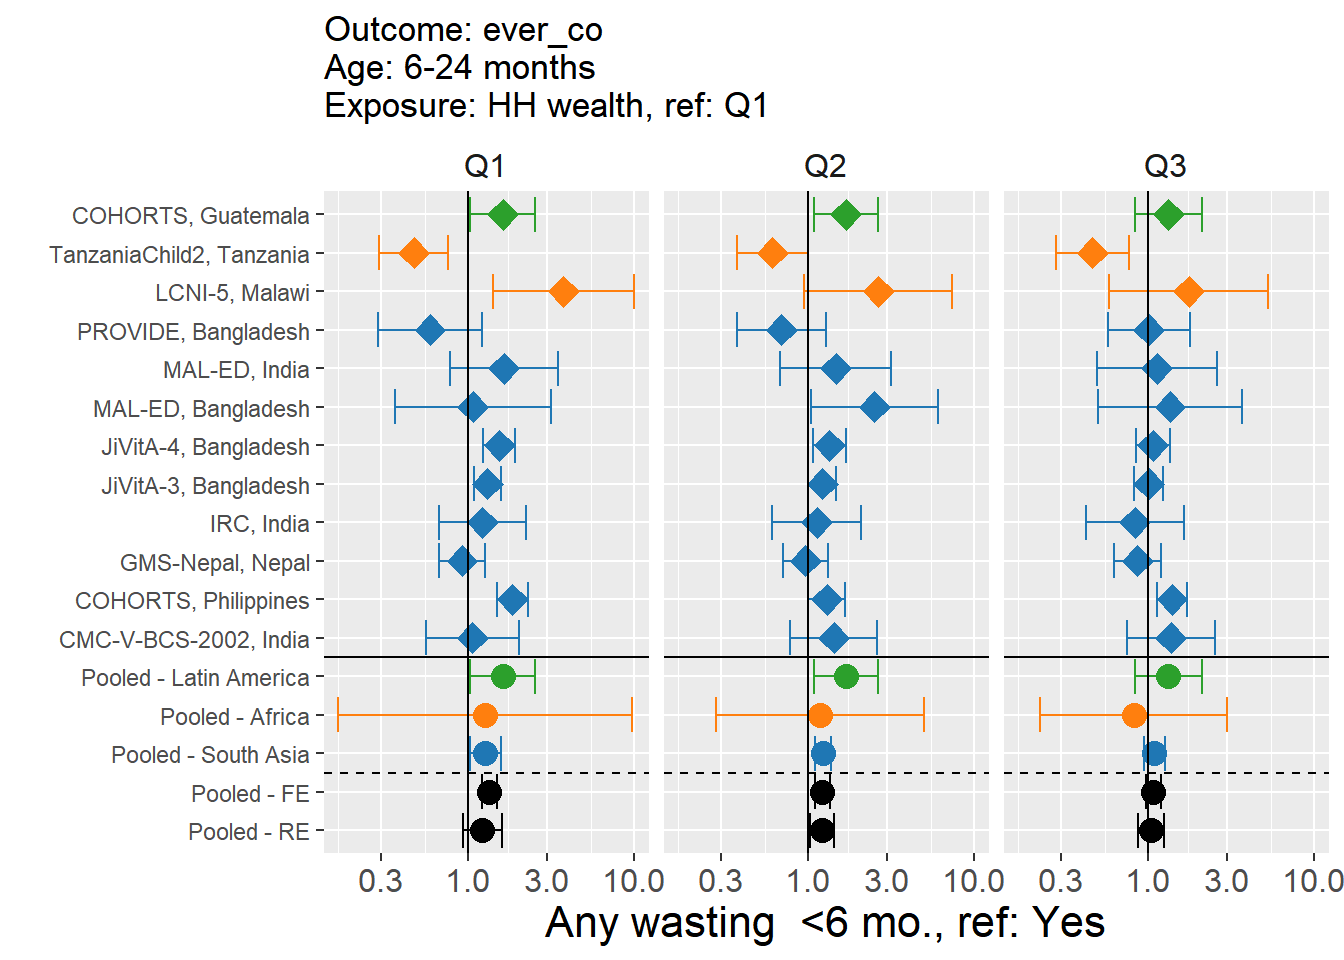 Outcome: ever_co
Age: 6-24 months
Exposure: HH wealth, ref: Q1
Q1 Q2 Q3
COHORTS, Guatemala
TanzaniaChild2, Tanzania
LCNI-5, Malawi
PROVIDE, Bangladesh
MAL-ED, India
MAL-ED, Bangladesh
JiVitA-4, Bangladesh
JiVitA-3, Bangladesh
IRC, India
GMS-Nepal, Nepal
COHORTS, Philippines
CMC-V-BCS-2002, India
Pooled - Latin America
Pooled - Africa
Pooled - South Asia
Pooled - FE
Pooled - RE
0.3 1.0 3.0 10.0 0.3 1.0 3.0 10.0 0.3 1.0 3.0 10.0
Any wasting  <6 mo., ref: Yes